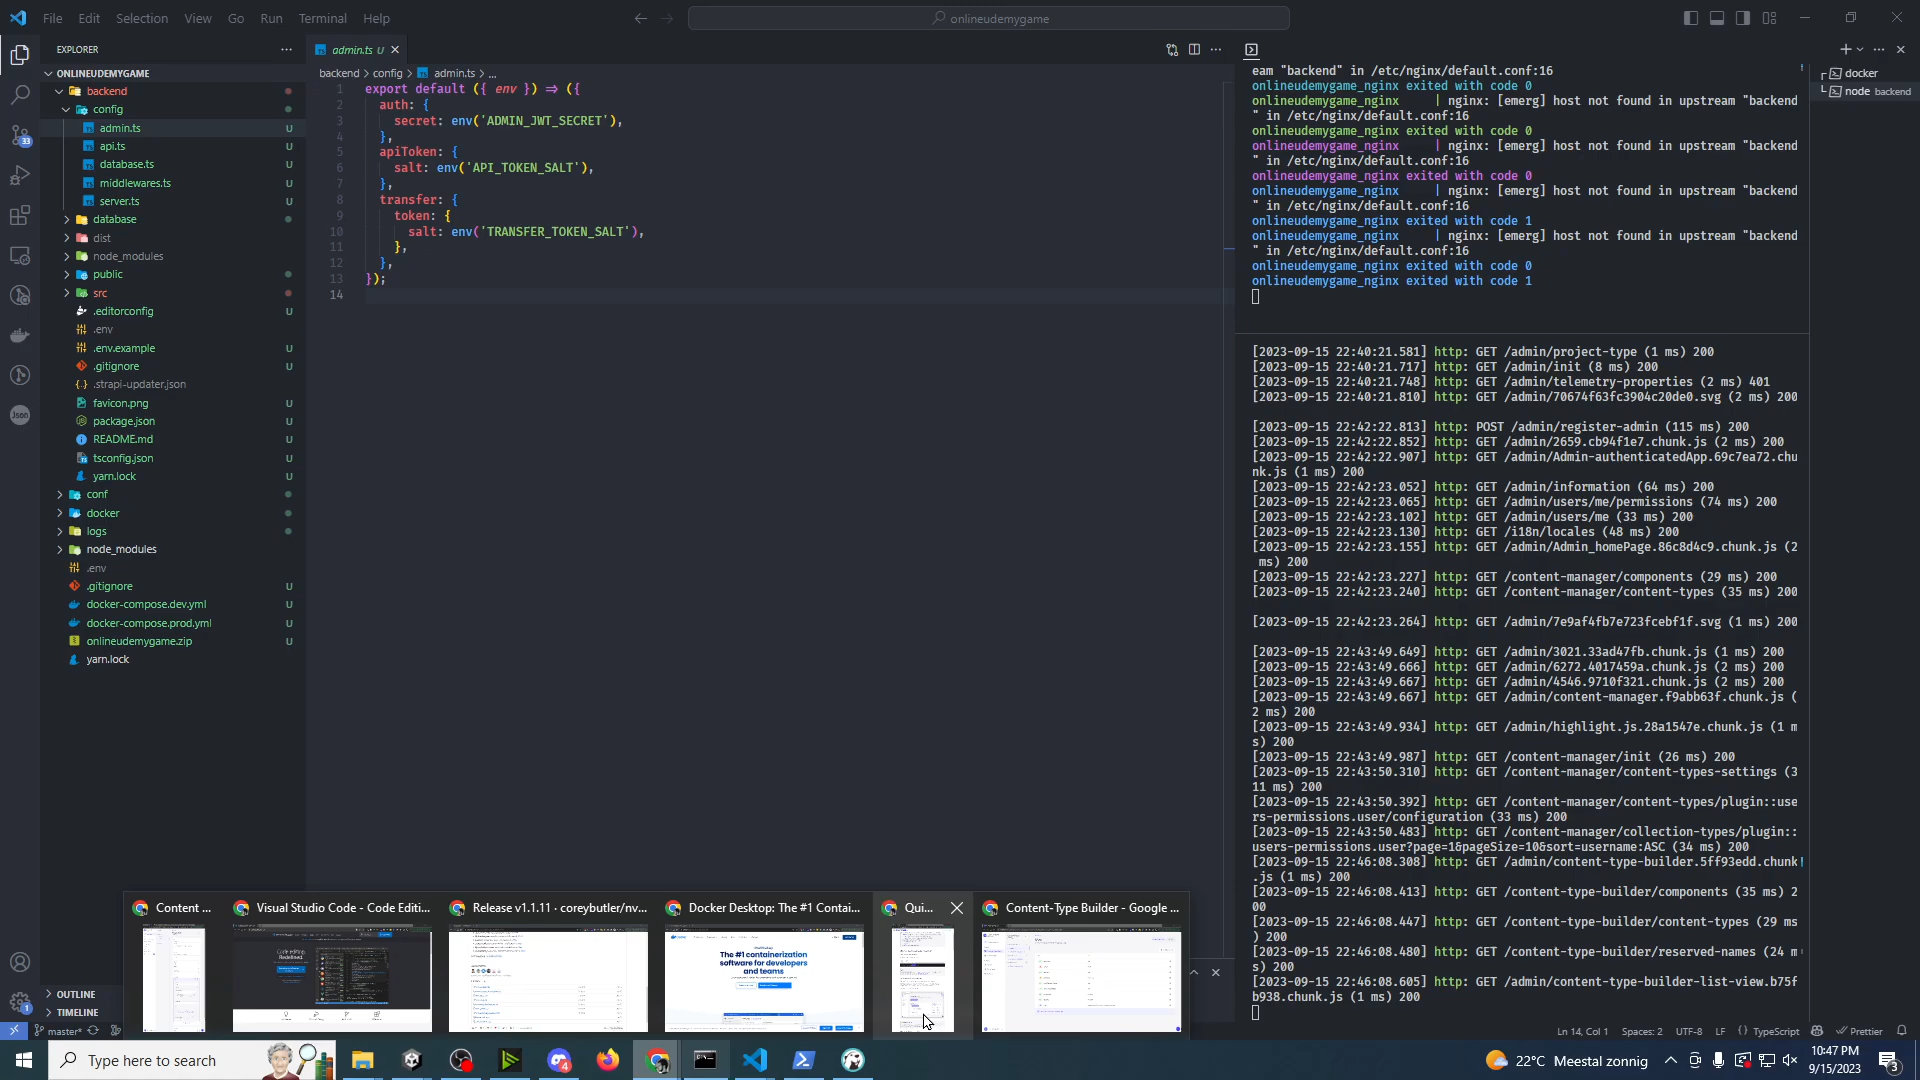 File Edit Selection View Go Run Terminal Help
onlineudemygame
EXPLORER
ONLINEUDEMYGAME
backend
config
admin.ts U
api.ts U
database.ts U
middlewares.ts U
server.ts U
database
dist
node_modules
public
src
.editorconfig U
.env
.env.example U
.gitignore U
.strapi-updater.json
favicon.png U
package.json U
README.md U
tsconfig.json U
yarn.lock U
conf
docker
logs
node_modules
.env
.gitignore U
docker-compose.dev.yml U
docker-compose.prod.yml U
onlineudemygame.zip U
yarn.lock
OUTLINE
TIMELINE
33
Json
1
admin.ts U
backend > config > admin.ts > ...
1 export default ({ env }) => ({
2 auth: {
3 secret: env('ADMIN_JWT_SECRET'),
4 },
5 apiToken: {
6 salt: env('API_TOKEN_SALT'),
7 },
8 transfer: {
9 token: {
10 salt: env('TRANSFER_TOKEN_SALT'),
11 },
12 },
13 });
14
docker
node backend
eam "backend" in /etc/nginx/default.conf:16
onlineudemygame_nginx exited with code 0
onlineudemygame_nginx | nginx: [emerg] host not found in upstream "backend
" in /etc/nginx/default.conf:16
onlineudemygame_nginx exited with code 0
onlineudemygame_nginx | nginx: [emerg] host not found in upstream "backend
" in /etc/nginx/default.conf:16
onlineudemygame_nginx exited with code 0
onlineudemygame_nginx | nginx: [emerg] host not found in upstream "backend
" in /etc/nginx/default.conf:16
onlineudemygame_nginx exited with code 1
onlineudemygame_nginx | nginx: [emerg] host not found in upstream "backend
" in /etc/nginx/default.conf:16
onlineudemygame_nginx exited with code 0
onlineudemygame_nginx exited with code 1
[2023-09-15 22:40:21.581] http: GET /admin/project-type (1 ms) 200
[2023-09-15 22:40:21.717] http: GET /admin/init (8 ms) 200
[2023-09-15 22:40:21.748] http: GET /admin/telemetry-properties (2 ms) 401
[2023-09-15 22:40:21.810] http: GET /admin/70674f63fc3904c20de0.svg (2 ms) 200
[2023-09-15 22:42:22.813] http: POST /admin/register-admin (115 ms) 200
[2023-09-15 22:42:22.852] http: GET /admin/2659.cb94f1e7.chunk.js (2 ms) 200
[2023-09-15 22:42:22.907] http: GET /admin/Admin-authenticatedApp.69c7ea72.chu
nk.js (1 ms) 200
[2023-09-15 22:42:23.052] http: GET /admin/information (64 ms) 200
[2023-09-15 22:42:23.065] http: GET /admin/users/me/permissions (74 ms) 200
[2023-09-15 22:42:23.102] http: GET /admin/users/me (33 ms) 200
[2023-09-15 22:42:23.130] http: GET /i18n/locales (48 ms) 200
[2023-09-15 22:42:23.155] http: GET /admin/Admin_homePage.86c8d4c9.chunk.js (2
ms) 200
[2023-09-15 22:42:23.227] http: GET /content-manager/components (29 ms) 200
[2023-09-15 22:42:23.240] http: GET /content-manager/content-types (35 ms) 200
[2023-09-15 22:42:23.264] http: GET /admin/7e9af4fb7e723fcebf1f.svg (1 ms) 200
[2023-09-15 22:43:49.649] http: GET /admin/3021.33ad47fb.chunk.js (1 ms) 200
[2023-09-15 22:43:49.666] http: GET /admin/6272.4017459a.chunk.js (2 ms) 200
[2023-09-15 22:43:49.667] http: GET /admin/4546.9710f321.chunk.js (2 ms) 200
[2023-09-15 22:43:49.667] http: GET /admin/content-manager.f9abb63f.chunk.js (
2 ms) 200
[2023-09-15 22:43:49.934] http: GET /admin/highlight.js.28a1547e.chunk.js (1 m
s) 200
[2023-09-15 22:43:49.987] http: GET /content-manager/init (26 ms) 200
[2023-09-15 22:43:50.310] http: GET /content-manager/content-types-settings (3
11 ms) 200
[2023-09-15 22:43:50.392] http: GET /content-manager/content-types/plugin::use
rs-permissions.user/configuration (33 ms) 200
[2023-09-15 22:43:50.483] http: GET /content-manager/collection-types/plugin::
users-permissions.user?page=1&pageSize=10&sort=username:ASC (34 ms) 200
[2023-09-15 22:46:08.308] http: GET /admin/content-type-builder.5ff93edd.chunk
.js (1 ms) 200
[2023-09-15 22:46:08.413] http: GET /content-type-builder/components (35 ms) 2
00
[2023-09-15 22:46:08.447] http: GET /content-type-builder/content-types (29 ms
) 200
[2023-09-15 22:46:08.480] http: GET /content-type-builder/reserved-names (24 m
s) 200
[2023-09-15 22:46:08.605] http: GET /admin/content-type-builder-list-view.b75f
b938.chunk.js (1 ms) 200
Content ...
Visual Studio Code - Code Editi...
Release v1.1.11 · coreybutler/nv...
Docker Desktop: The #1 Contai...
Qui...
Content-Type Builder - Google ...
Code editing.
Redefined.
The #1 containerization
software for developers
and teams
master*
Ln 14, Col 1 Spaces: 2 UTF-8 LF {} TypeScript Prettier
Type here to search
4
22°C Meestal zonnig
10:47 PM
9/15/2023
3